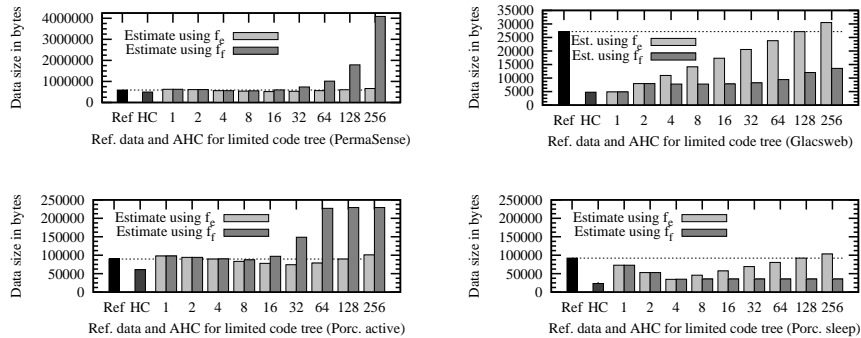 Data size in bytes
4000000
3000000
2000000
1000000
0
Estimate using f_e
Estimate using f_f
Ref HC 1 2 4 8 16 32 64 128 256
Ref. data and AHC for limited code tree (PermaSense)
Data size in bytes
35000
30000
25000
20000
15000
10000
5000
0
Est. using f_e
Est. using f_f
Ref HC 1 2 4 8 16 32 64 128 256
Ref. data and AHC for limited code tree (Glacsweb)
Data size in bytes
250000
200000
150000
100000
50000
0
Estimate using f_e
Estimate using f_f
Ref HC 1 2 4 8 16 32 64 128 256
Ref. data and AHC for limited code tree (Porc. active)
Data size in bytes
250000
200000
150000
100000
50000
0
Estimate using f_e
Estimate using f_f
Ref HC 1 2 4 8 16 32 64 128 256
Ref. data and AHC for limited code tree (Porc. sleep)